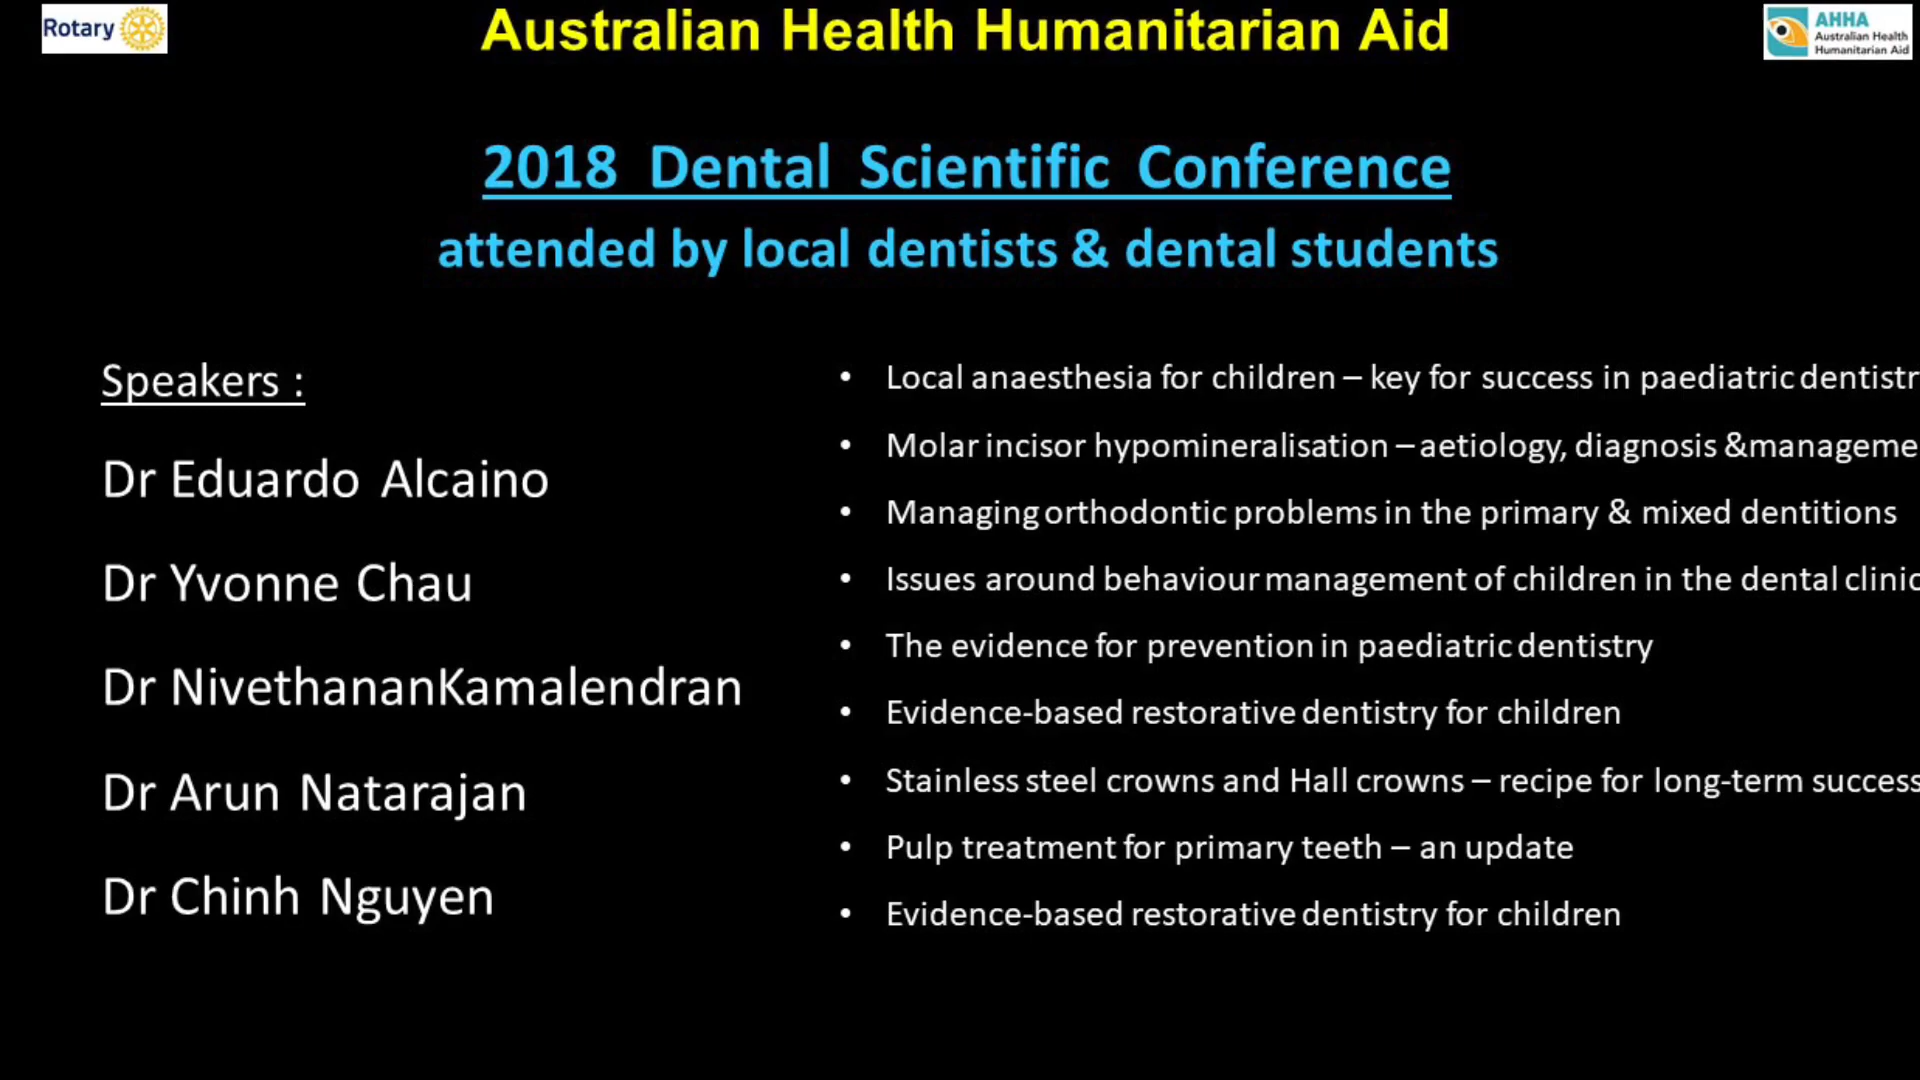 Rotary
Australian Health Humanitarian Aid
AHHA
Australian Health
Humanitarian Aid
2018 Dental Scientific Conference
attended by local dentists & dental students
Speakers :
Dr Eduardo Alcaino
Dr Yvonne Chau
Dr NivethananKamalendran
Dr Arun Natarajan
Dr Chinh Nguyen
• Local anaesthesia for children – key for success in paediatric dentistr
• Molar incisor hypomineralisation – aetiology, diagnosis &manageme
• Managing orthodontic problems in the primary & mixed dentitions
• Issues around behaviour management of children in the dental clinic
• The evidence for prevention in paediatric dentistry
• Evidence-based restorative dentistry for children
• Stainless steel crowns and Hall crowns – recipe for long-term success
• Pulp treatment for primary teeth – an update
• Evidence-based restorative dentistry for children